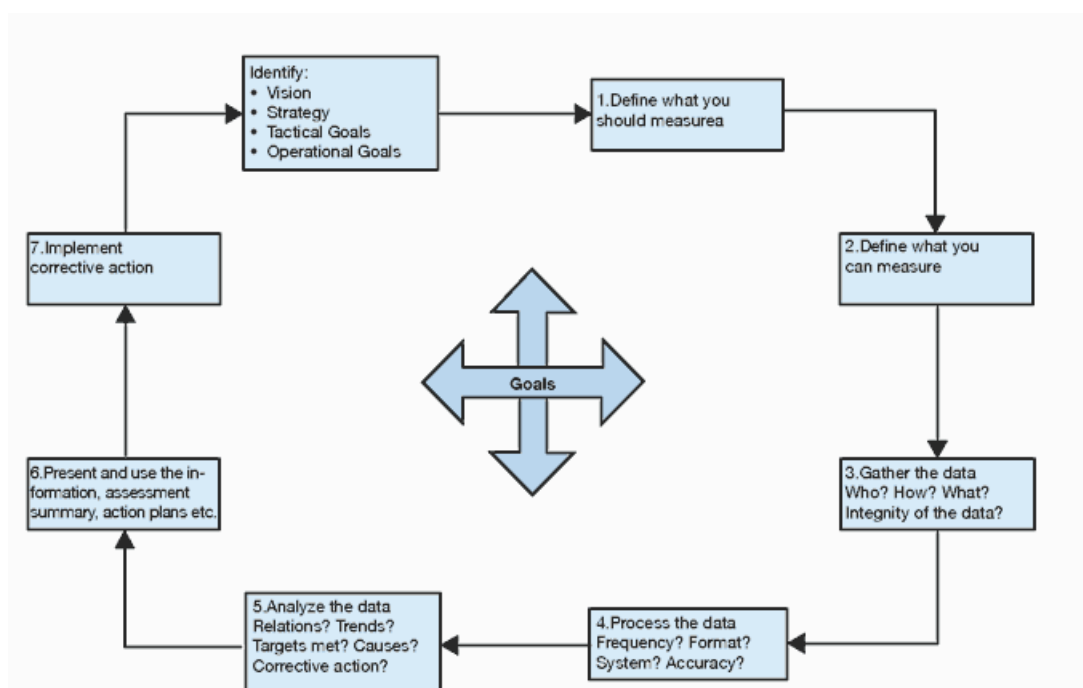 Identify:
• Vision
• Strategy
• Tactical Goals
• Operational Goals
1.Define what you
should measurea
2.Define what you
can measure
3.Gather the data
Who? How? What?
Integnity of the data?
4.Process the data
Frequency? Format?
System? Accuracy?
5.Analyze the data
Relations? Trends?
Targets met? Causes?
Corrective action?
6.Present and use the in-
formation, assessment
summary, action plans etc.
7.Implement
corrective action
Goals